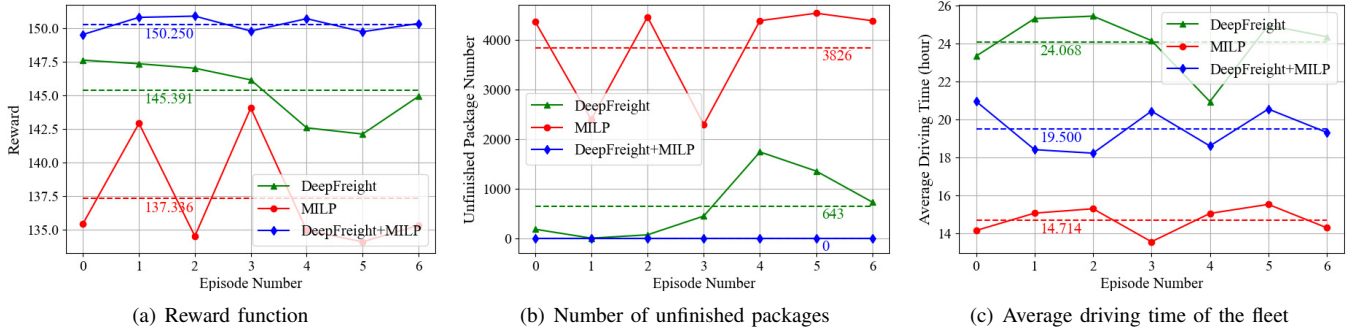 150.0
147.5
145.0
142.5
140.0
137.5
135.0
Reward
150.250
145.391
137.336
DeepFreight
MILP
DeepFreight+MILP
0 1 2 3 4 5 6
Episode Number
(a) Reward function
4000
3000
2000
1000
0
Unfinished Package Number
3826
DeepFreight
MILP
DeepFreight+MILP
643
0
0 1 2 3 4 5 6
Episode Number
(b) Number of unfinished packages
26
24
22
20
18
16
14
Average Driving Time (hour)
DeepFreight
MILP
DeepFreight+MILP
24.068
19.500
14.714
0 1 2 3 4 5 6
Episode Number
(c) Average driving time of the fleet